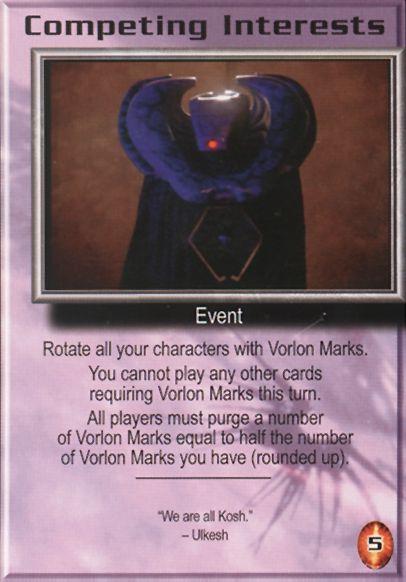 Competing Interests
Event
Rotate all your characters with Vorlon Marks.
You cannot play any other cards
requiring Vorlon Marks this turn.
All players must purge a number
of Vorlon Marks equal to half the number
of Vorlon Marks you have (rounded up).
"We are all Kosh."
– Ulkesh
5